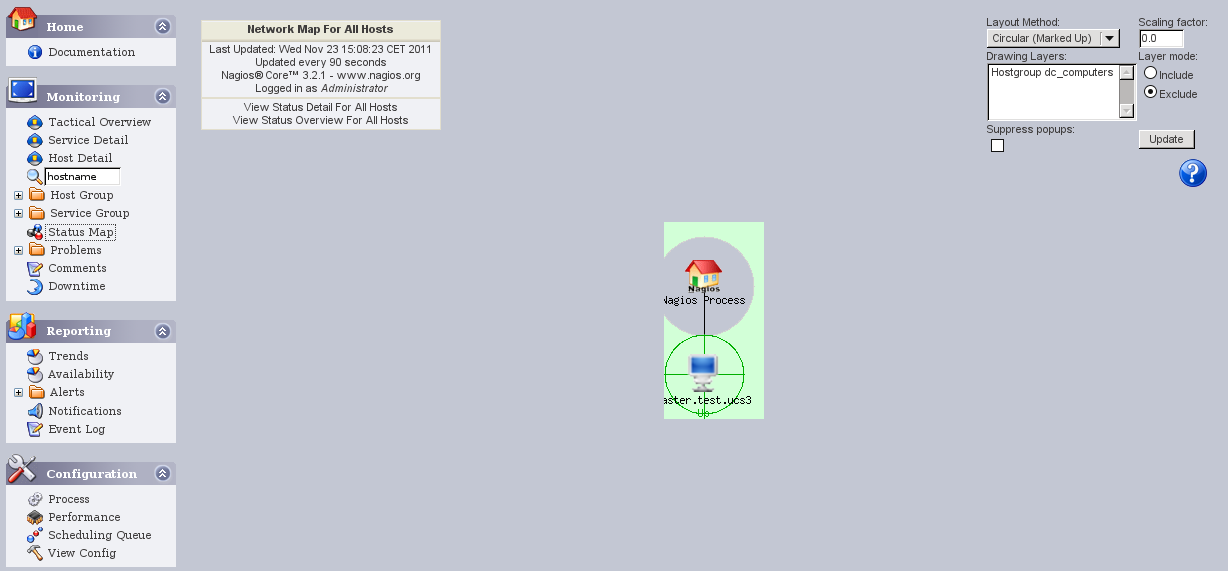 Home
Documentation
Monitoring
Tactical Overview
Service Detail
Host Detail
hostname
Host Group
Service Group
Status Map
Problems
Comments
Downtime
Reporting
Trends
Availability
Alerts
Notifications
Event Log
Configuration
Process
Performance
Scheduling Queue
View Config
Network Map For All Hosts
Last Updated: Wed Nov 23 15:08:23 CET 2011
Updated every 90 seconds
Nagios® Core™ 3.2.1 - www.nagios.org
Logged in as Administrator
View Status Detail For All Hosts
View Status Overview For All Hosts
Nagios
Nagios Process
aster.test.ucs3
Up
Layout Method:
Circular (Marked Up)
Scaling factor:
0.0
Drawing Layers:
Hostgroup dc_computers
Layer mode:
Include
Exclude
Suppress popups:
Update
?